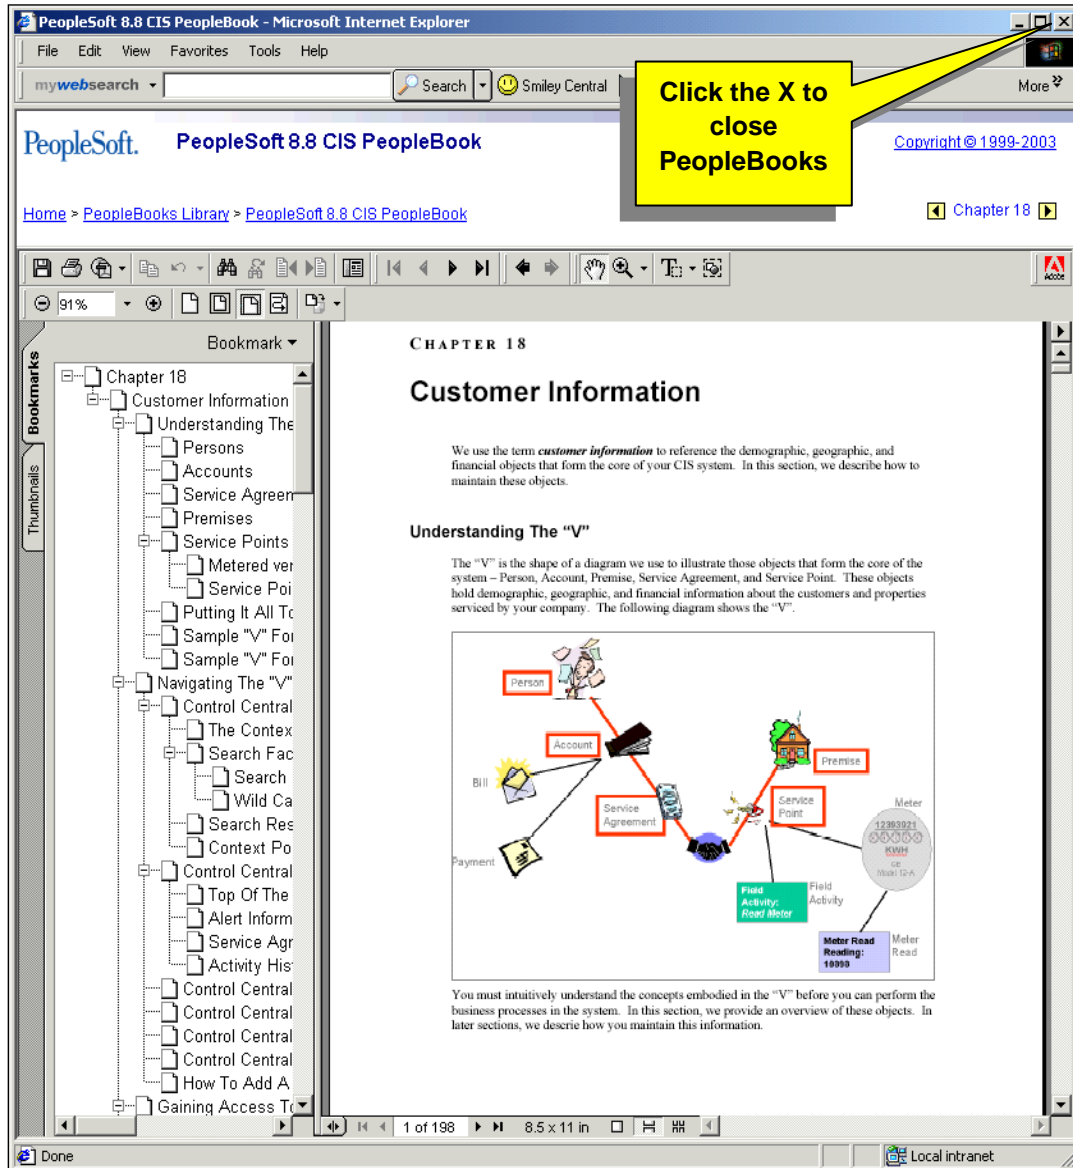 PeopleSoft 8.8 CIS PeopleBook - Microsoft Internet Explorer
File Edit View Favorites Tools Help
mywebsearch Search Smiley Central More
Click the X to
close
PeopleBooks
PeopleSoft. PeopleSoft 8.8 CIS PeopleBook Copyright © 1999-2003
Home > PeopleBooks Library > PeopleSoft 8.8 CIS PeopleBook Chapter 18
Adobe
91%
Bookmarks
Thumbnails
Bookmark
Chapter 18
Customer Information
Understanding The
Persons
Accounts
Service Agreen
Premises
Service Points
Metered ver
Service Poi
Putting It All To
Sample "V" For
Sample "V" For
Navigating The "V"
Control Central
The Contex
Search Fac
Search
Wild Ca
Search Res
Context Po
Control Central
Top Of The
Alert Inform
Service Agr
Activity His
Control Central
Control Central
Control Central
Control Central
How To Add A
Gaining Access To
CHAPTER 18
Customer Information
We use the term customer information to reference the demographic, geographic, and
financial objects that form the core of your CIS system. In this section, we describe how to
maintain these objects.
Understanding The “V”
The “V” is the shape of a diagram we use to illustrate those objects that form the core of the
system – Person, Account, Premise, Service Agreement, and Service Point. These objects
hold demographic, geographic, and financial information about the customers and properties
serviced by your company. The following diagram shows the “V”.
Person
Account
Bill
Service
Agreement
Payment
Premise
Service
Point
Meter
12393921
KWH
Model 12-A
Field
Activity:
Read Meter
Field
Activity
Meter Read
Reading:
Meter
Read
You must intuitively understand the concepts embodied in the “V” before you can perform the
business processes in the system. In this section, we provide an overview of these objects. In
later sections, we descrie how you maintain this information.
1 of 198 8.5 x 11 in
Done Local intranet